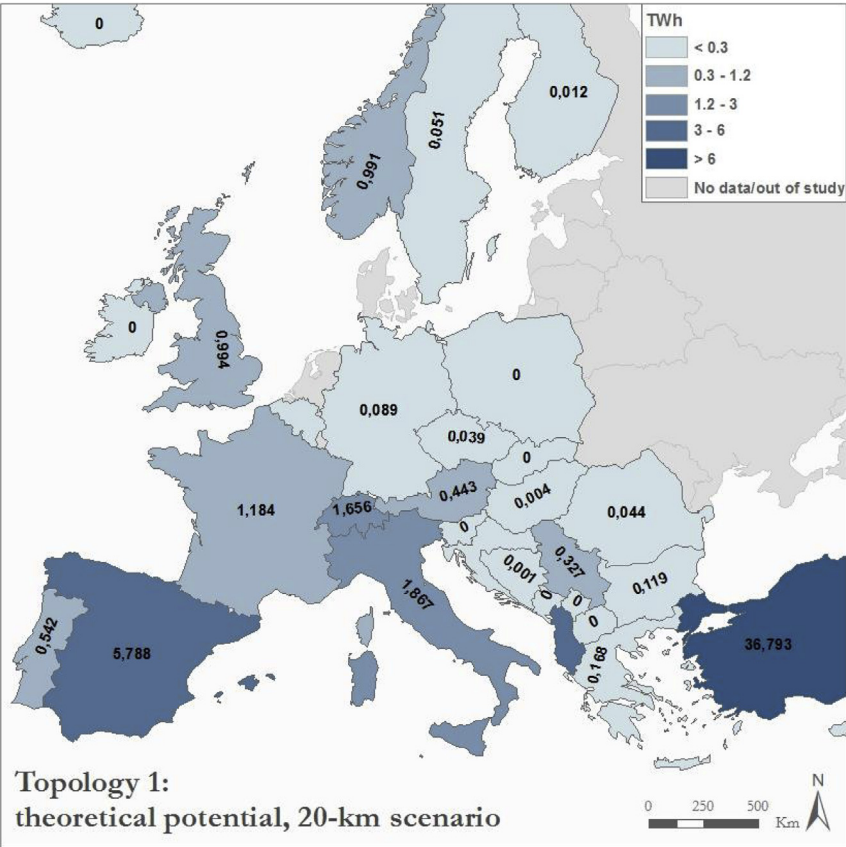 0
TWh
< 0.3
0.3 - 1.2
1.2 - 3
3 - 6
> 6
No data/out of study
0,012
0,051
0,991
0
0,994
0
0,089
0,039
0
0,443
0,004
1,184
1,656
0,044
0
0,001
0,327
0,119
1,867
0
0
0
0,542
5,788
0,168
36,793
Topology 1:
theoretical potential, 20-km scenario
N
0 250 500
Km